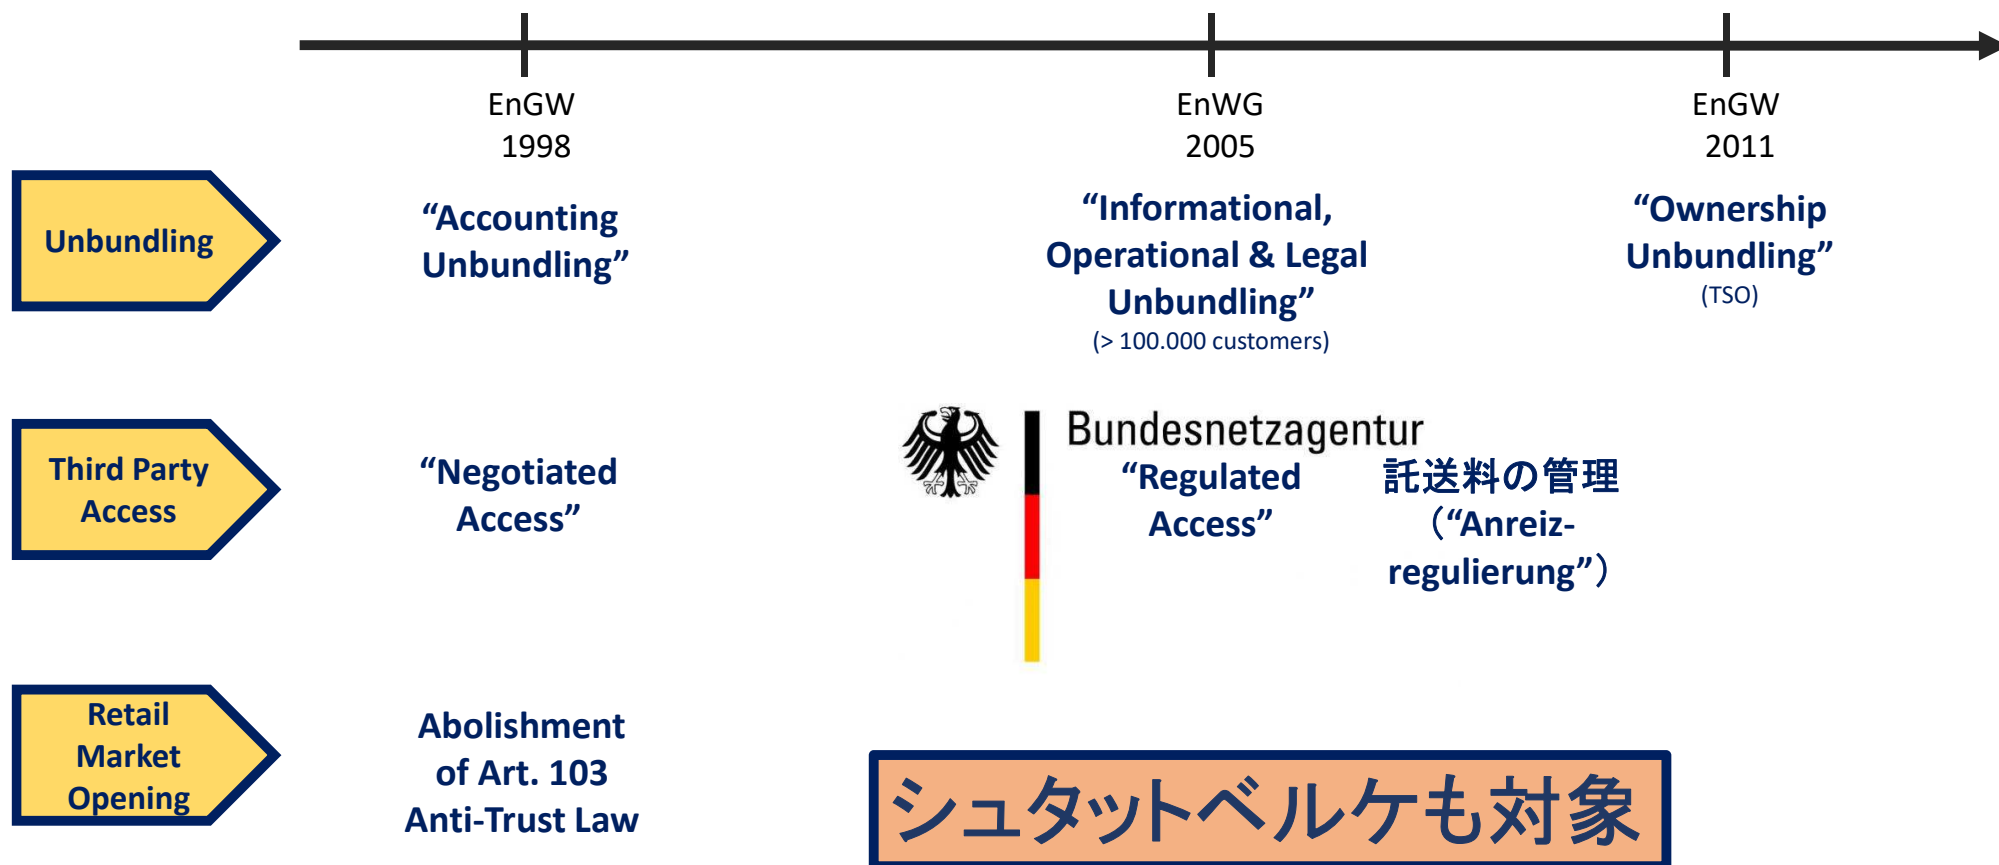 EnGW
1998
EnWG
2005
EnGW
2011
Unbundling
“Accounting
Unbundling”
“Informational,
Operational & Legal
Unbundling”
(> 100.000 customers)
“Ownership
Unbundling”
(TSO)
Third Party
Access
“Negotiated
Access”
Bundesnetzagentur
“Regulated
Access”
託送料の管理
（“Anreiz-
regulierung”）
Retail
Market
Opening
Abolishment
of Art. 103
Anti-Trust Law
シュタットベルケも対象